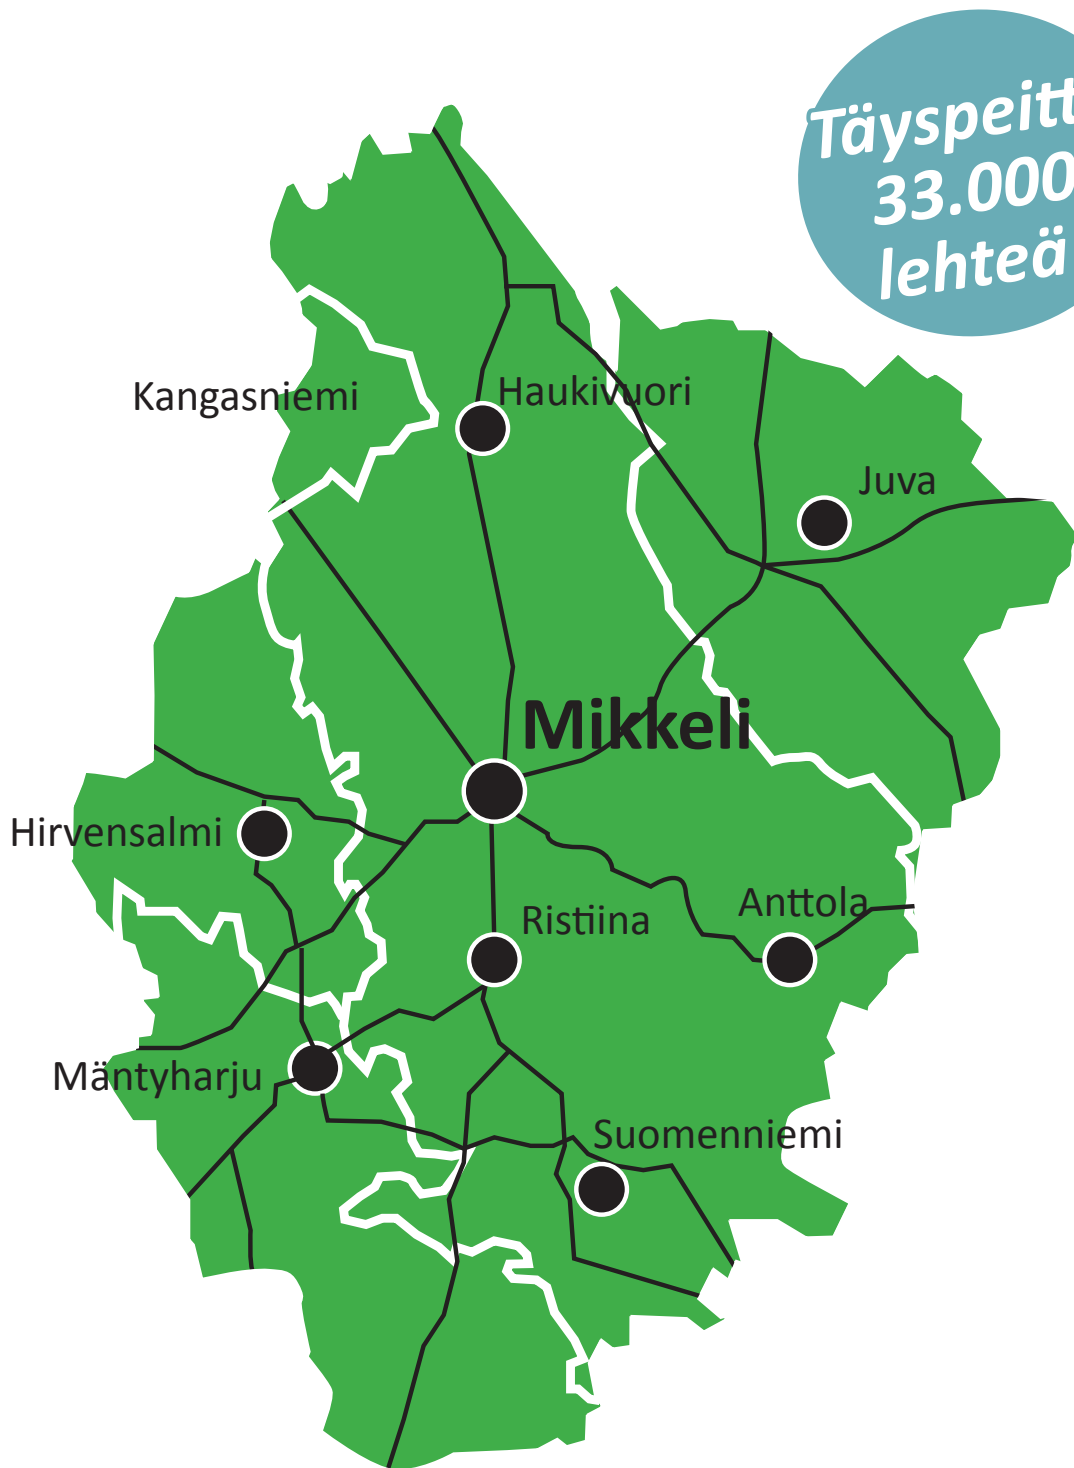 Täyspeitt
33.000
lehteä
Kangasniemi
Haukivuori
Juva
Mikkeli
Hirvensalmi
Anttola
Ristiina
Mäntyharju
Suomenniemi